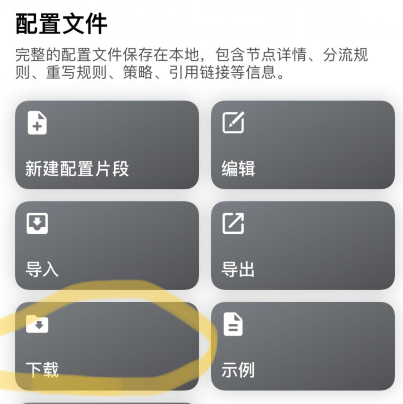 配置文件
完整的配置文件保存在本地，包含节点详情、分流规
则、重写规则、策略、引用链接等信息。
新建配置片段
编辑
导入
导出
下载
示例